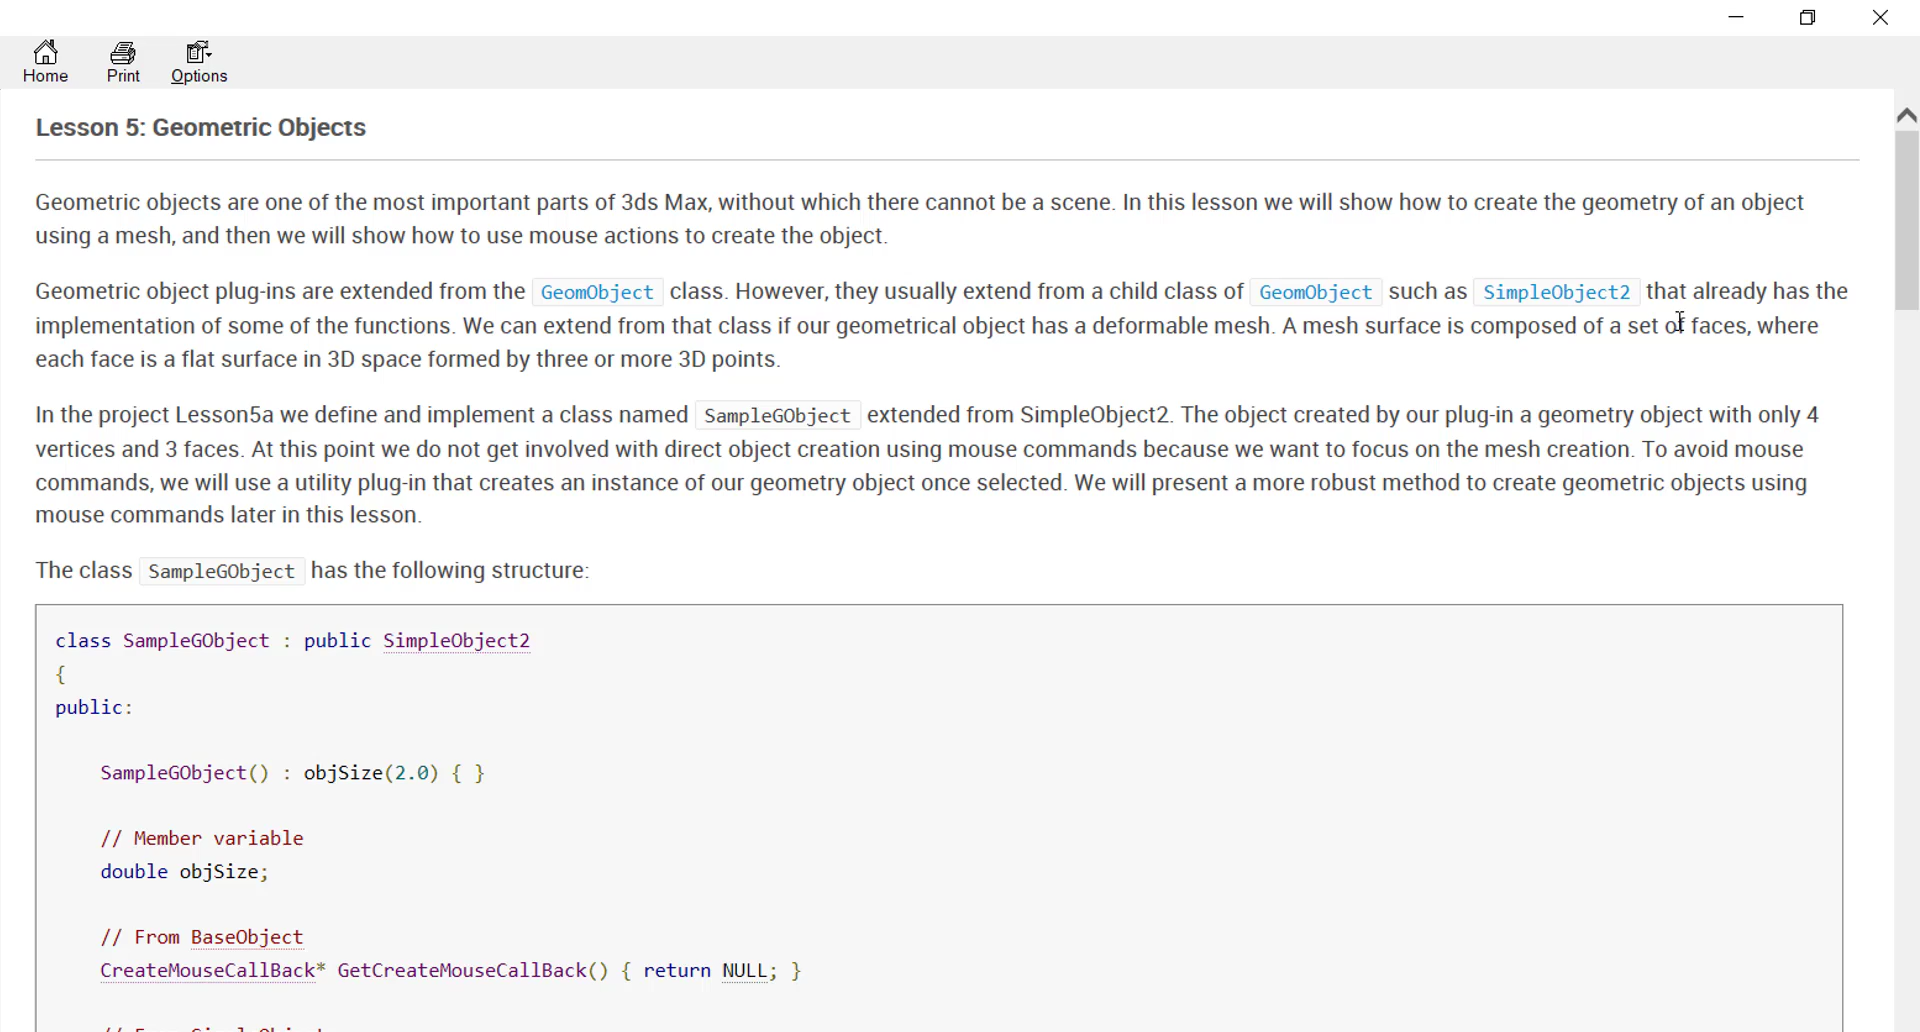 Home Print Options
Lesson 5: Geometric Objects
Geometric objects are one of the most important parts of 3ds Max, without which there cannot be a scene. In this lesson we will show how to create the geometry of an object
using a mesh, and then we will show how to use mouse actions to create the object.
Geometric object plug-ins are extended from the GeomObject class. However, they usually extend from a child class of GeomObject such as SimpleObject2 that already has the
implementation of some of the functions. We can extend from that class if our geometrical object has a deformable mesh. A mesh surface is composed of a set of faces, where
each face is a flat surface in 3D space formed by three or more 3D points.
In the project Lesson5a we define and implement a class named SampleGObject extended from SimpleObject2. The object created by our plug-in a geometry object with only 4
vertices and 3 faces. At this point we do not get involved with direct object creation using mouse commands because we want to focus on the mesh creation. To avoid mouse
commands, we will use a utility plug-in that creates an instance of our geometry object once selected. We will present a more robust method to create geometric objects using
mouse commands later in this lesson.
The class SampleGObject has the following structure:
class SampleGObject : public SimpleObject2
{
public:
SampleGObject() : objSize(2.0) { }
// Member variable
double objSize;
// From BaseObject
CreateMouseCallBack* GetCreateMouseCallBack() { return NULL; }